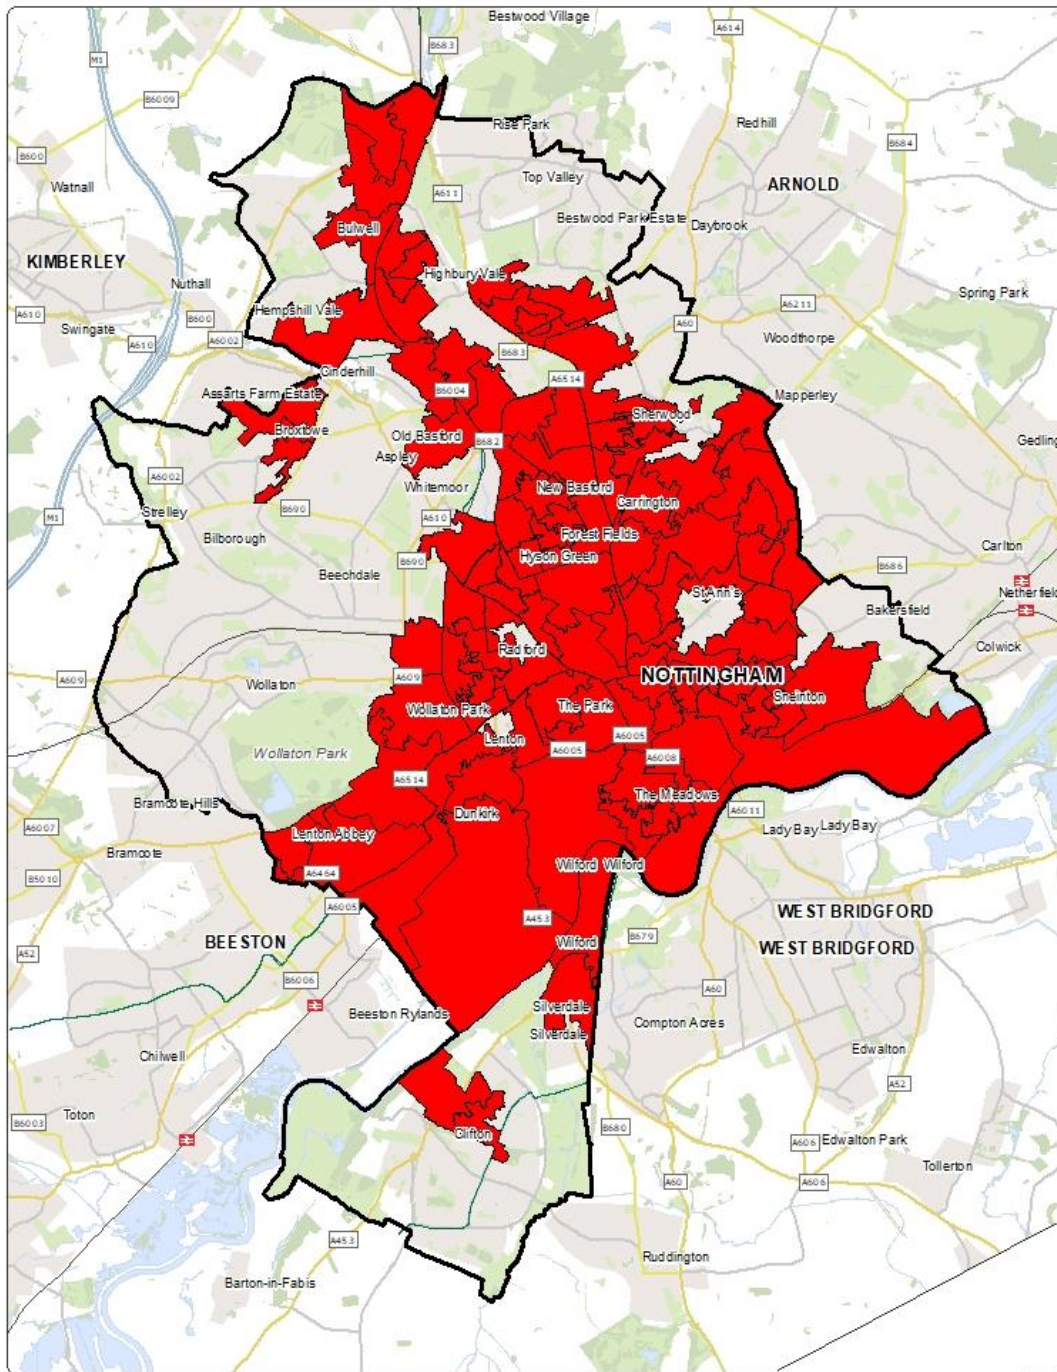 Bestwood Village
B683
A614
M1
B6009
Rise Park
Redhill
B600
B684
Watnall
Top Valley
ARNOLD
A611
Bestwood Park Estate
Daybrook
Bulwell
KIMBERLEY
Highbury Vale
Nuthall
Spring Park
Hempshill Vale
A6211
A610
B600
A60
Swingate
A610
A6002
Woodthorpe
B683
Cinderhill
A6514
Assarts Farm Estate
B6004
Mapperley
Sherwood
Broxtowe
Old Basford
B682
Gedling
Aspley
A6002
Whitemoor
New Basford
Carrington
Strelley
B690
M1
A610
Forest Fields
Bilborough
Carlton
Hyson Green
B690
B686
Beechdale
St Ann's
Netherfield
Bakersfield
Radford
Colwick
A609
A609
NOTTINGHAM
Wollaton
Sneinton
Wollaton Park
The Park
Lenton
A6005
Wollaton Park
A6005
A6008
A6514
The Meadows
Bramcote Hills
Dunkirk
A6011
A6007
Lenton Abbey
Lady Bay
Lady Bay
Bramcote
Wilford
Wilford
A6464
B5010
A6005
WEST BRIDGFORD
A453
BEESTON
Wilford
B679
WEST BRIDGFORD
A52
B6006
A60
Silverdale
Beeston Rylands
Compton Acres
Silverdale
Chilwell
Edwalton
A52
Toton
B6003
B680
Clifton
A606
Edwalton Park
Tollerton
A60
A606
A453
Ruddington
Barton-in-Fabis